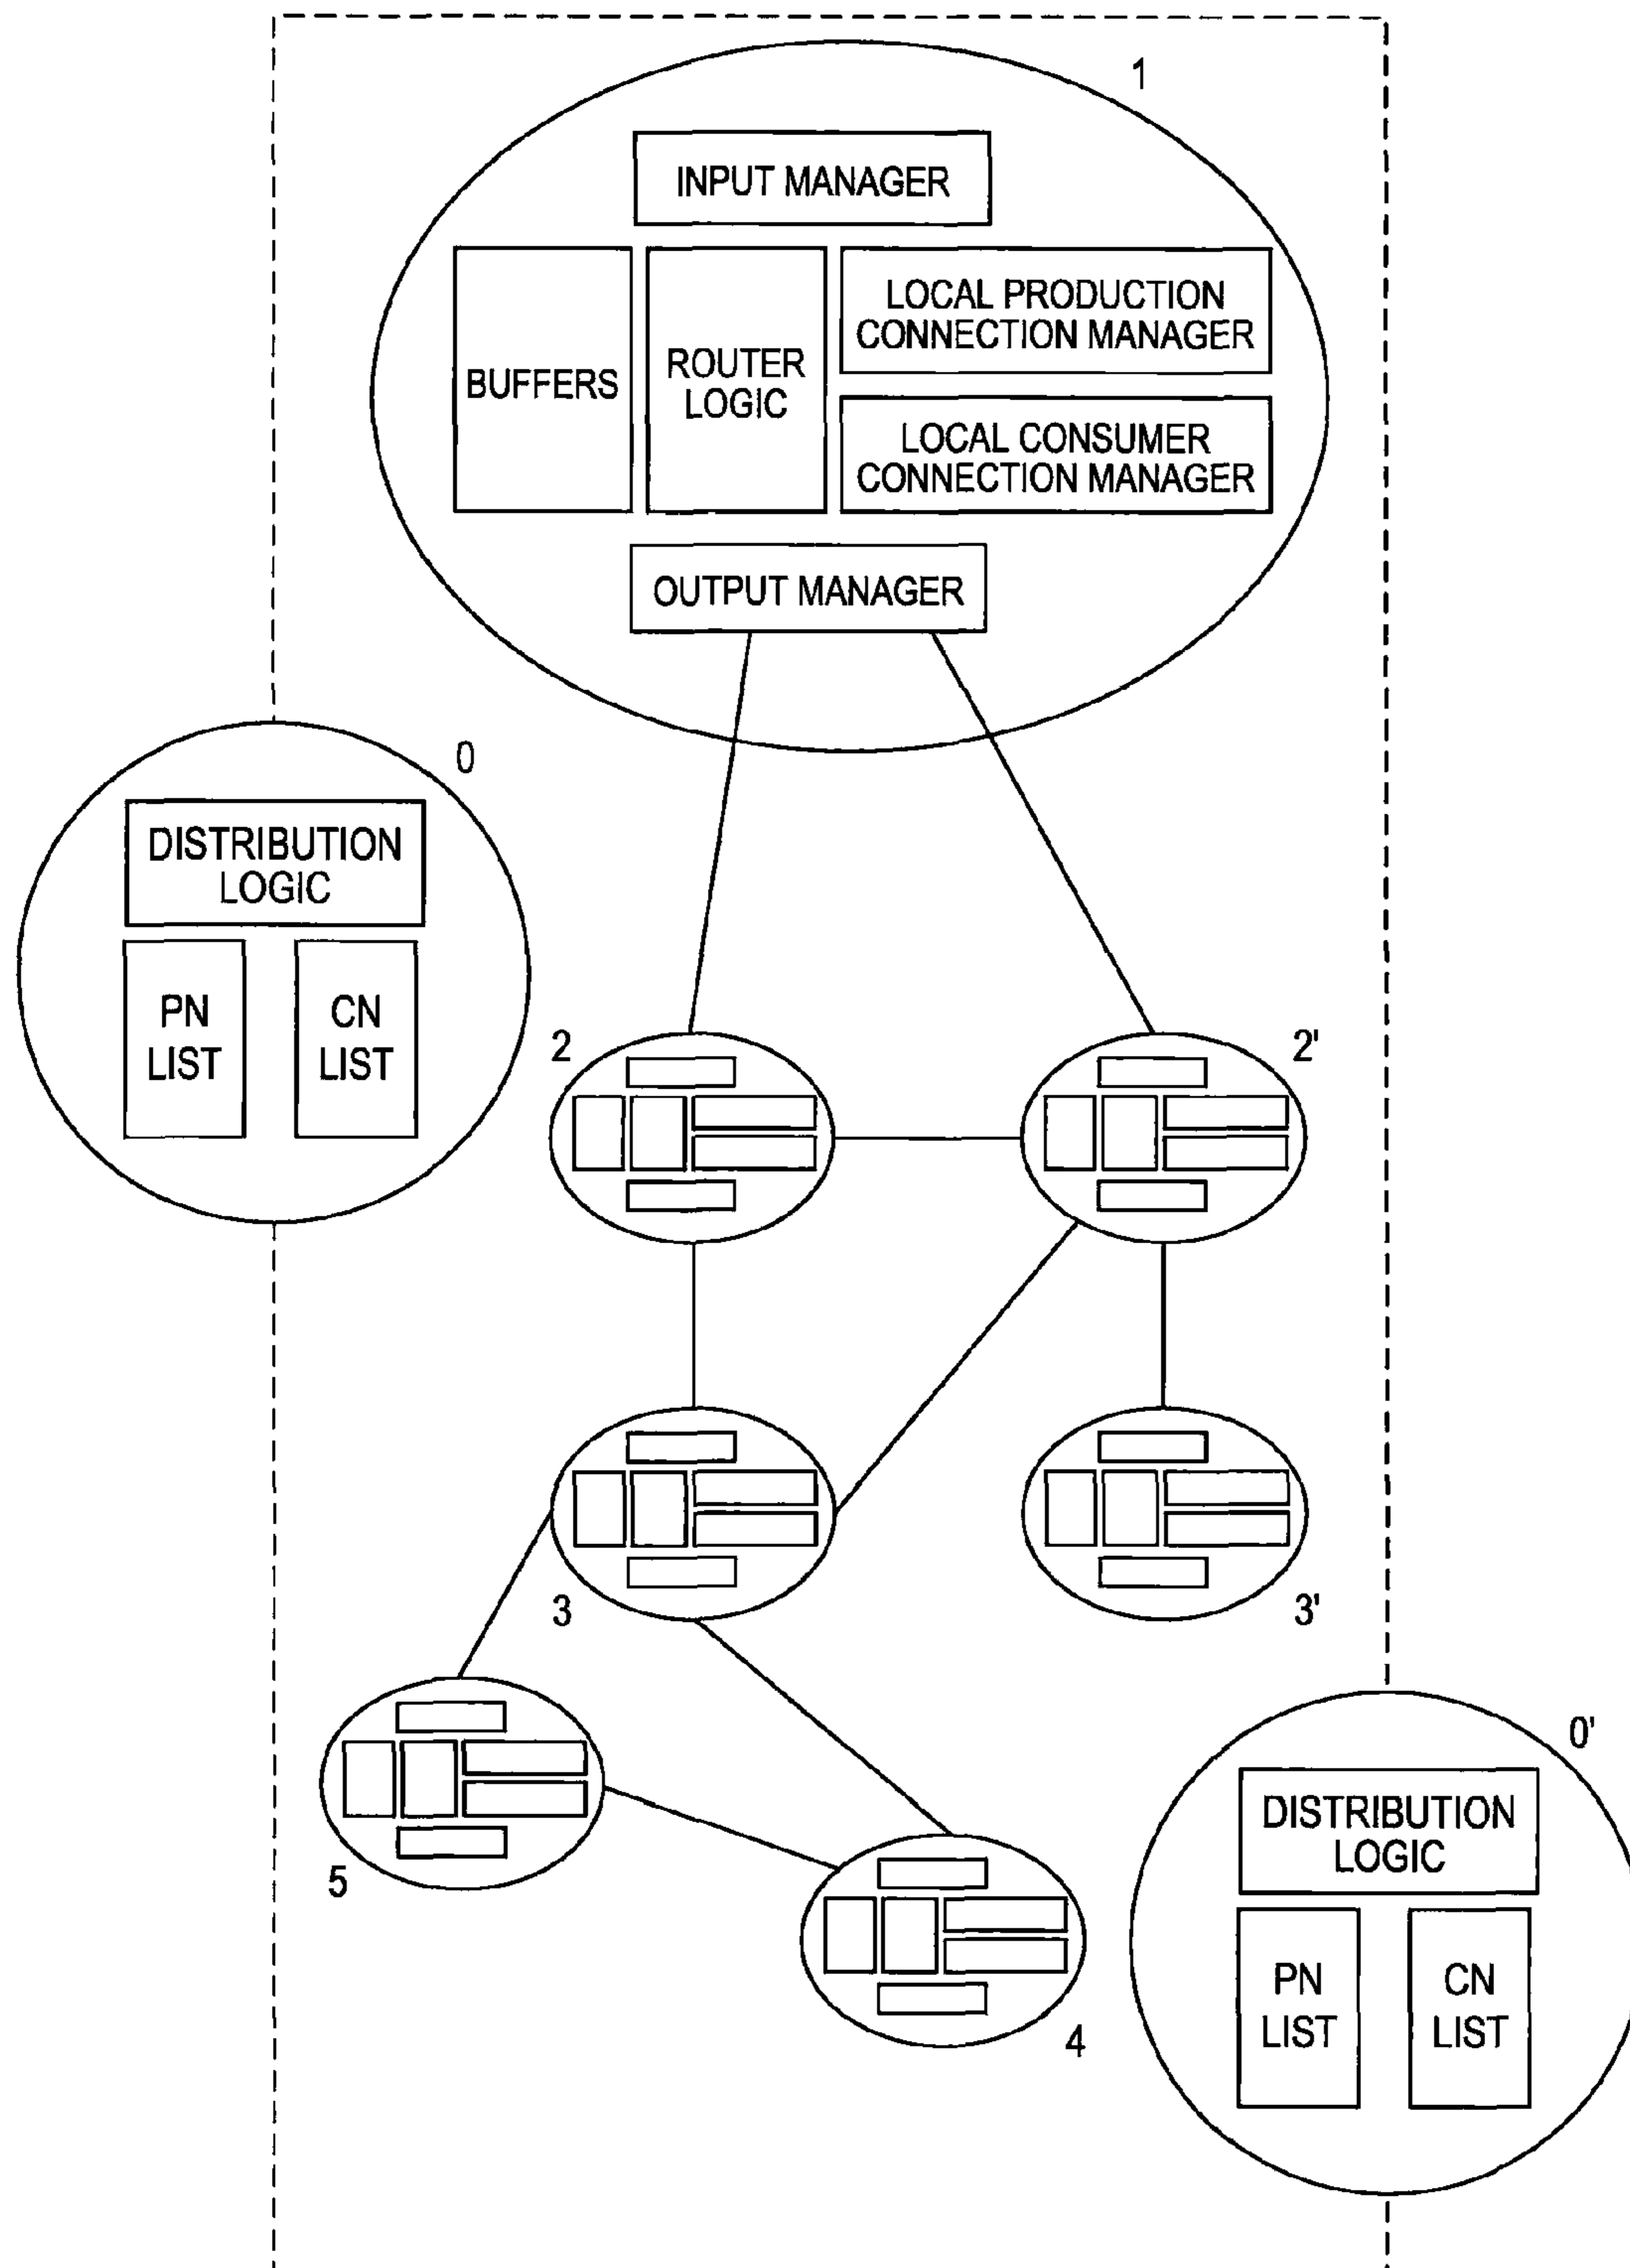 1
INPUT MANAGER
BUFFERS
ROUTER
LOGIC
LOCAL PRODUCTION
CONNECTION MANAGER
LOCAL CONSUMER
CONNECTION MANAGER
OUTPUT MANAGER
0
DISTRIBUTION
LOGIC
PN
LIST
CN
LIST
2
2'
3
3'
5
4
0'
DISTRIBUTION
LOGIC
PN
LIST
CN
LIST